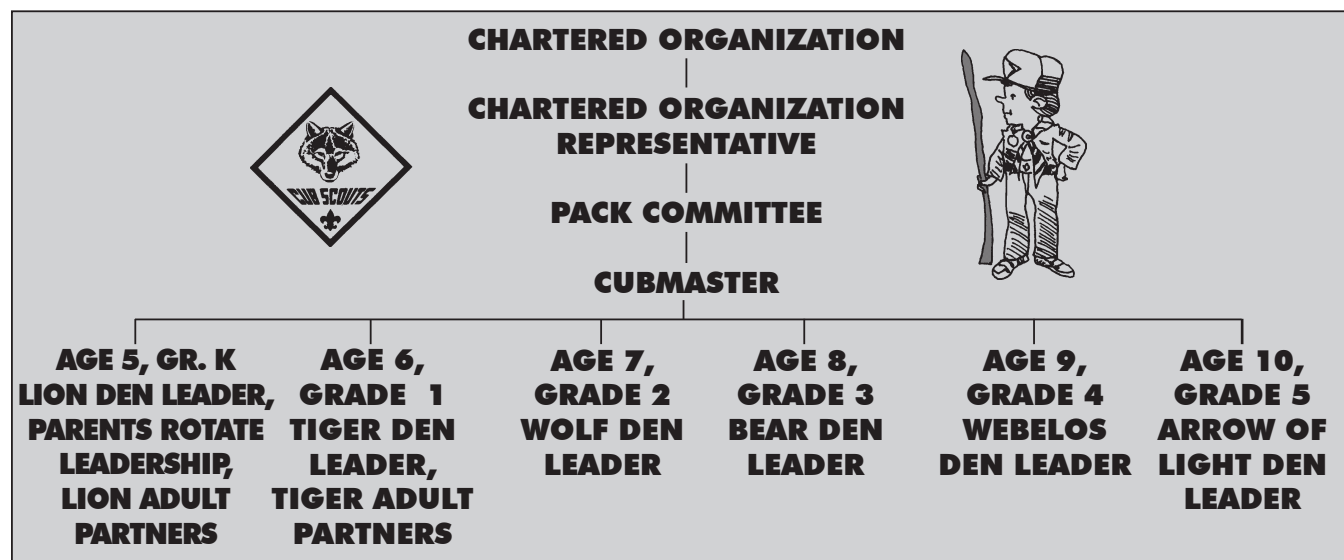 CHARTERED ORGANIZATION
CHARTERED ORGANIZATION
REPRESENTATIVE
CUB SCOUTS
PACK COMMITTEE
CUBMASTER
AGE 5, GR. K
LION DEN LEADER,
PARENTS ROTATE
LEADERSHIP,
LION ADULT
PARTNERS
AGE 6,
GRADE 1
TIGER DEN
LEADER,
TIGER ADULT
PARTNERS
AGE 7,
GRADE 2
WOLF DEN
LEADER
AGE 8,
GRADE 3
BEAR DEN
LEADER
AGE 9,
GRADE 4
WEBELOS
DEN LEADER
AGE 10,
GRADE 5
ARROW OF
LIGHT DEN
LEADER